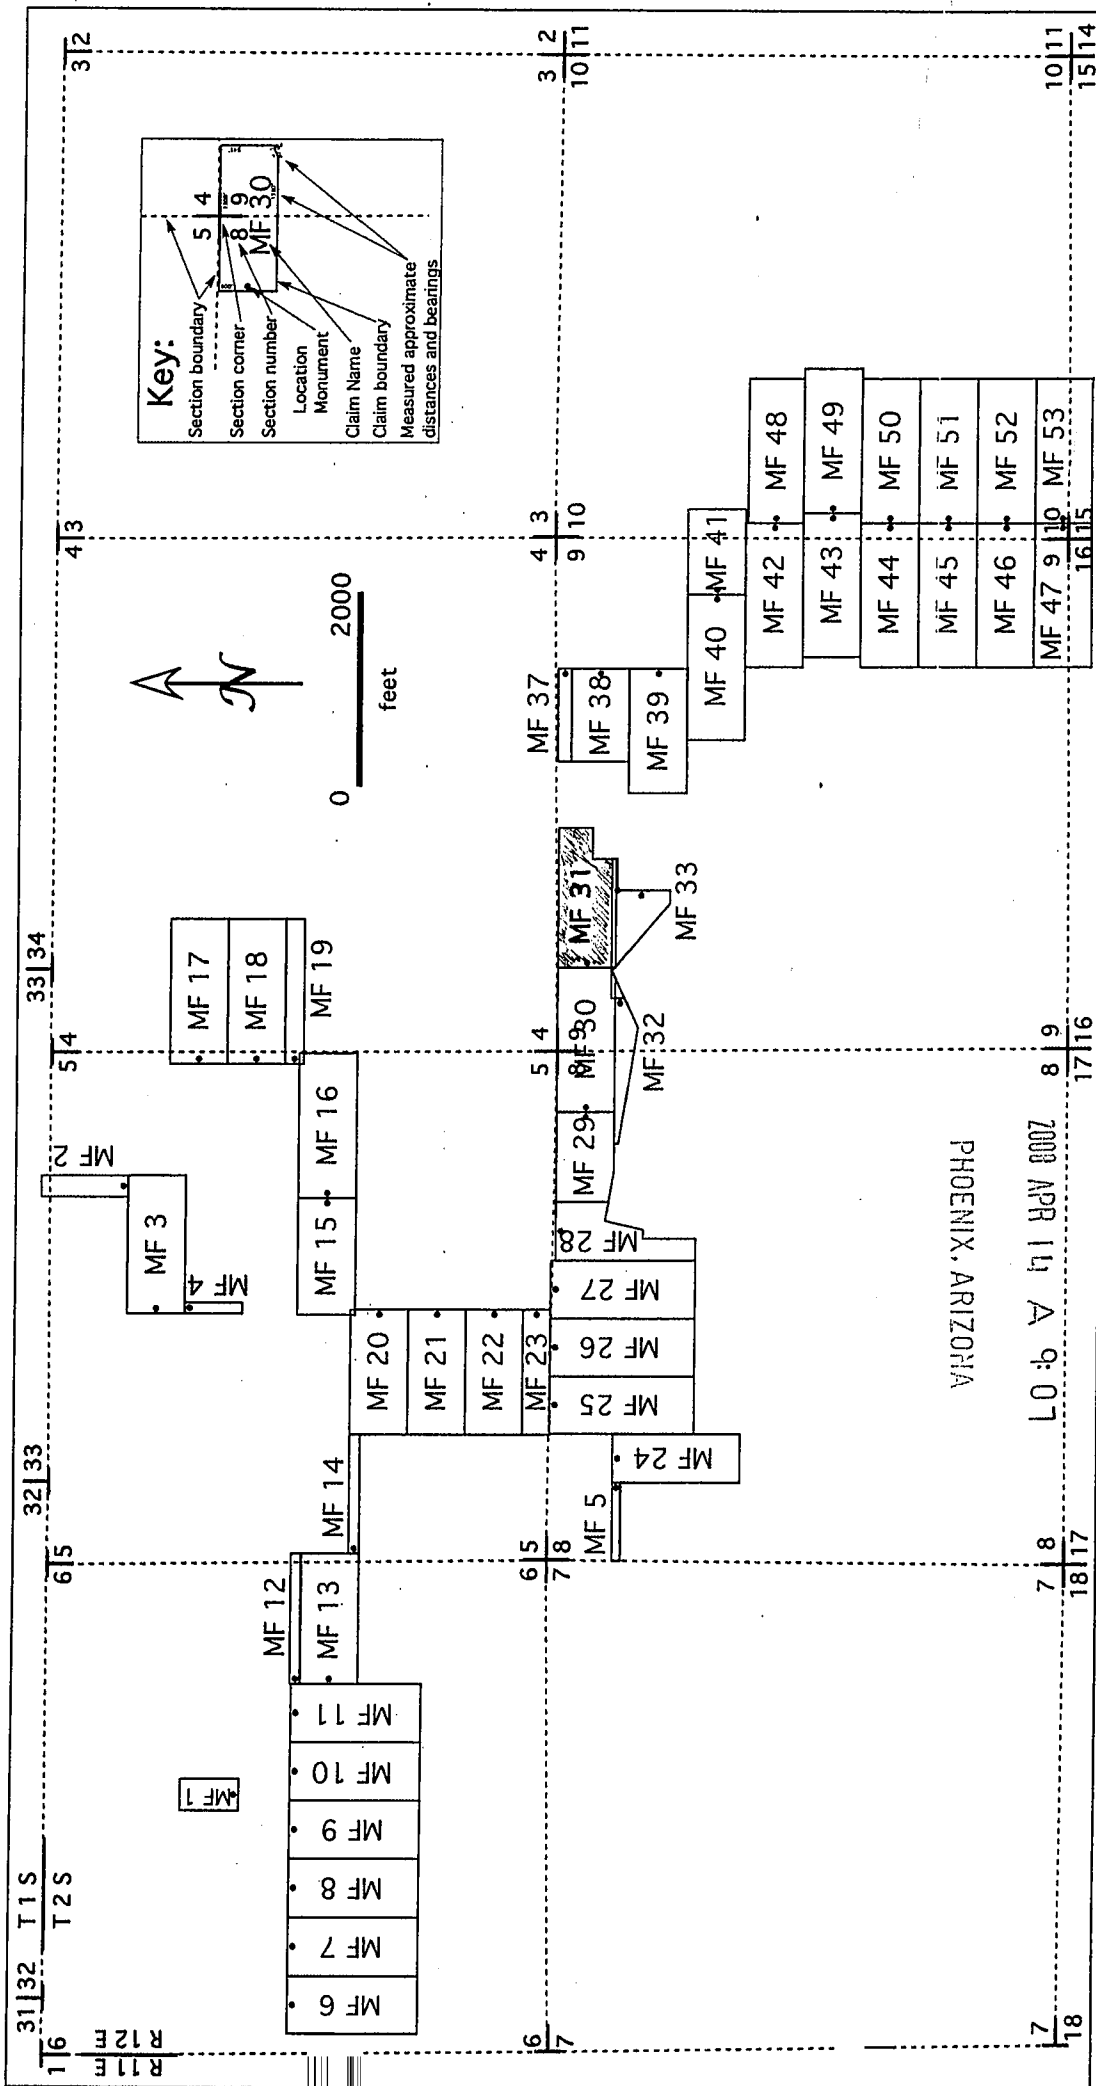 1 6
R11E
R12E
31 32
T1S
T2S
6 5
32 33
5 4
33 34
4 3
3 2
Key:
Section boundary
Section corner
Section number
Location
Monument
Claim Name
Claim boundary
Measured approximate
distances and bearings
5 4
8 9
MF 30
N
0 2000
feet
MF 1
MF 2
MF 3
MF 4
MF 17
MF 18
MF 19
MF 6
MF 7
MF 8
MF 9
MF 10
MF 11
MF 12
MF 13
MF 14
MF 15
MF 16
MF 20
MF 21
MF 22
MF 23
6
7
6 5
7 8
5 4
8 9
4 3
9 10
3 2
10 11
MF 5
MF 24
MF 25
MF 26
MF 27
MF 28
MF 29
MF 30
MF 31
MF 32
MF 33
MF 37
MF 38
MF 39
MF 40
MF 41
MF 42
MF 48
MF 43
MF 49
MF 44
MF 50
MF 45
MF 51
MF 46
MF 52
MF 47
MF 53
PHOENIX, ARIZONA
2008 APR 14 A 9:07
7
18
7 8
18 17
8 9
17 16
9 10
16 15
10 11
15 14